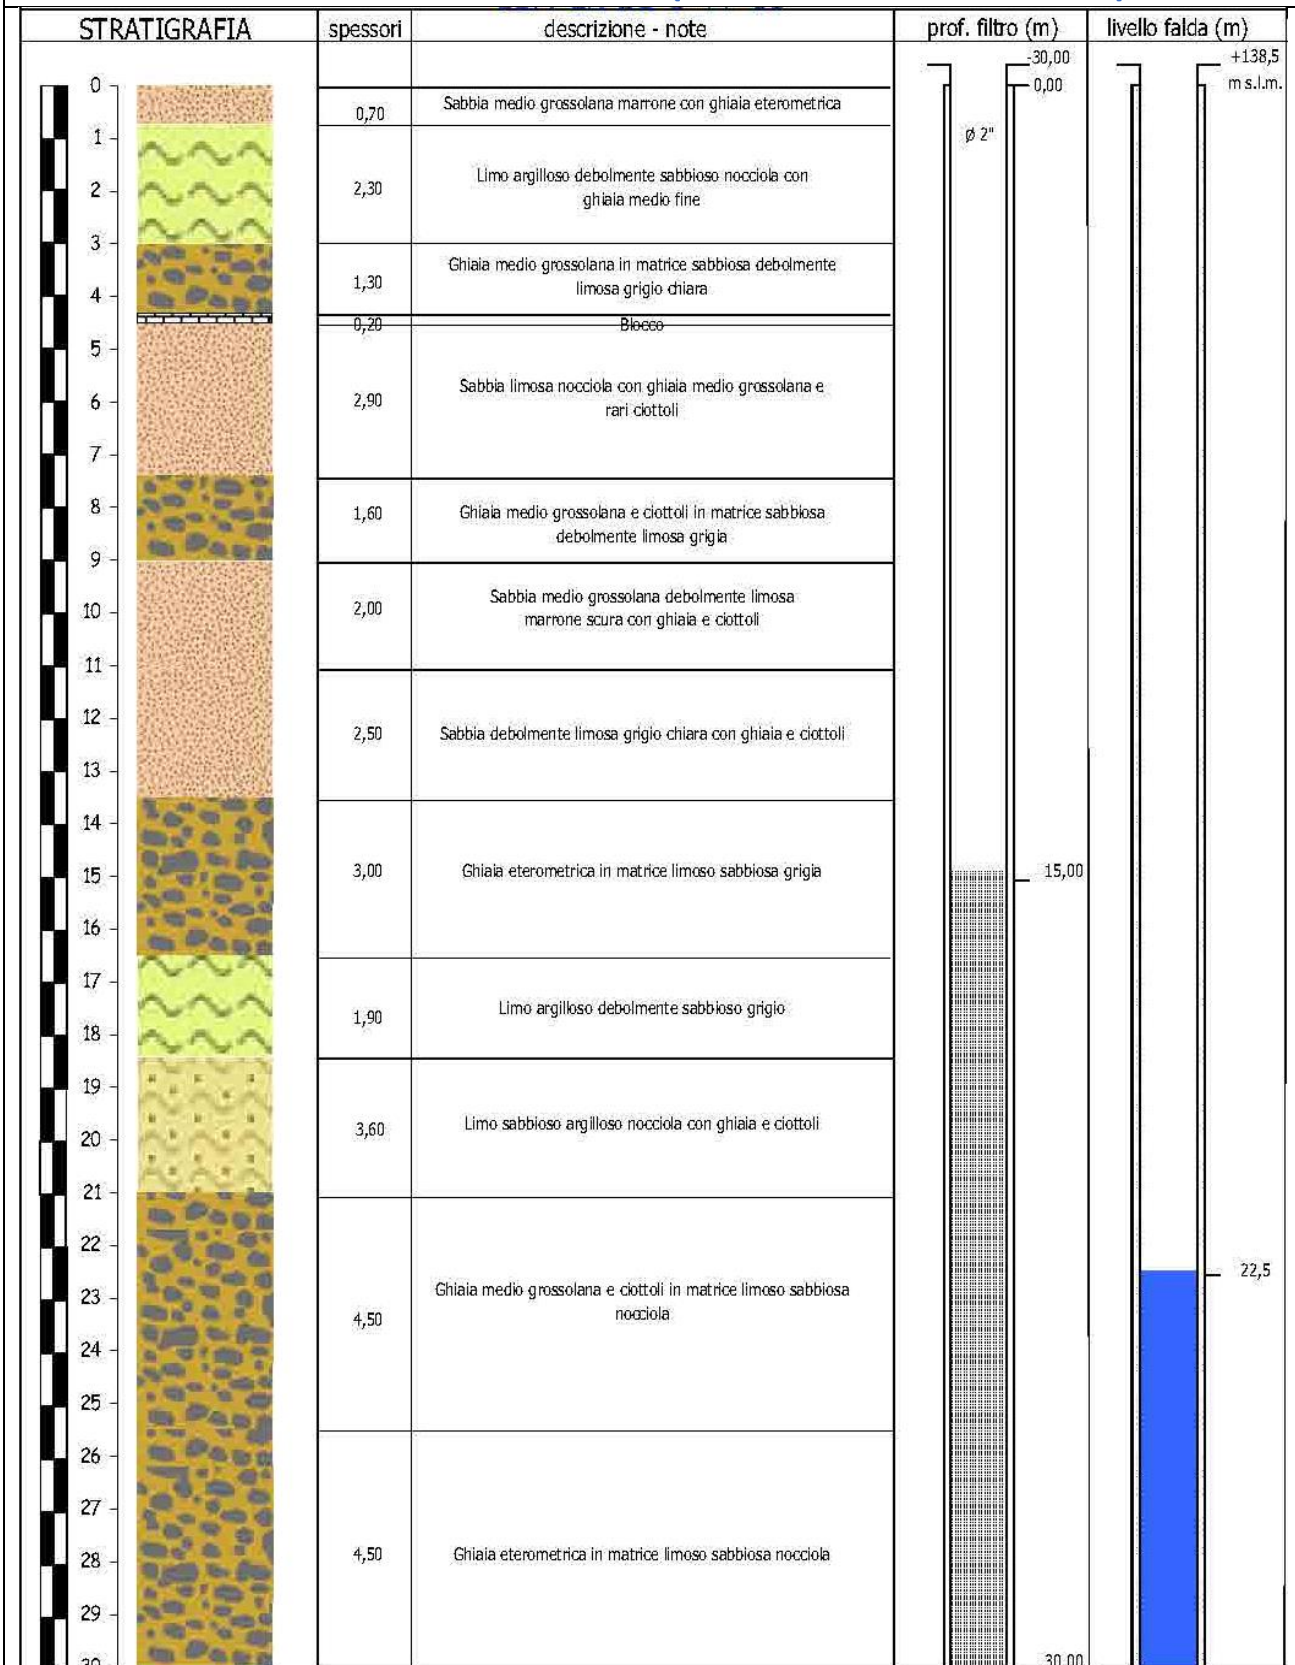 STRATIGRAFIA spessori descrizione - note prof. filtro (m) livello falda (m)
-30,00 +138,5
0 0,00 m s.l.m.
0,70 Sabbia medio grossolana marrone con ghiaia eterometrica
1
ø 2"
2,30 Limo argilloso debolmente sabbioso nocciola con
ghiaia medio fine
2
3
1,30 Ghiaia medio grossolana in matrice sabbiosa debolmente
limosa grigio chiara
4
0,20 Blocco
5
2,90 Sabbia limosa nocciola con ghiaia medio grossolana e
rari ciottoli
6
7
8
1,60 Ghiaia medio grossolana e ciottoli in matrice sabbiosa
debolmente limosa grigia
9
2,00 Sabbia medio grossolana debolmente limosa
marrone scura con ghiaia e ciottoli
10
11
12
2,50 Sabbia debolmente limosa grigio chiara con ghiaia e ciottoli
13
14
15 3,00 Ghiaia eterometrica in matrice limoso sabbiosa grigia 15,00
16
17
1,90 Limo argilloso debolmente sabbioso grigio
18
19
3,60 Limo sabbioso argilloso nocciola con ghiaia e ciottoli
20
21
22
22,5
23
4,50 Ghiaia medio grossolana e ciottoli in matrice limoso sabbiosa
nocciola
24
25
26
27
28 4,50 Ghiaia eterometrica in matrice limoso sabbiosa nocciola
29
30 30,00